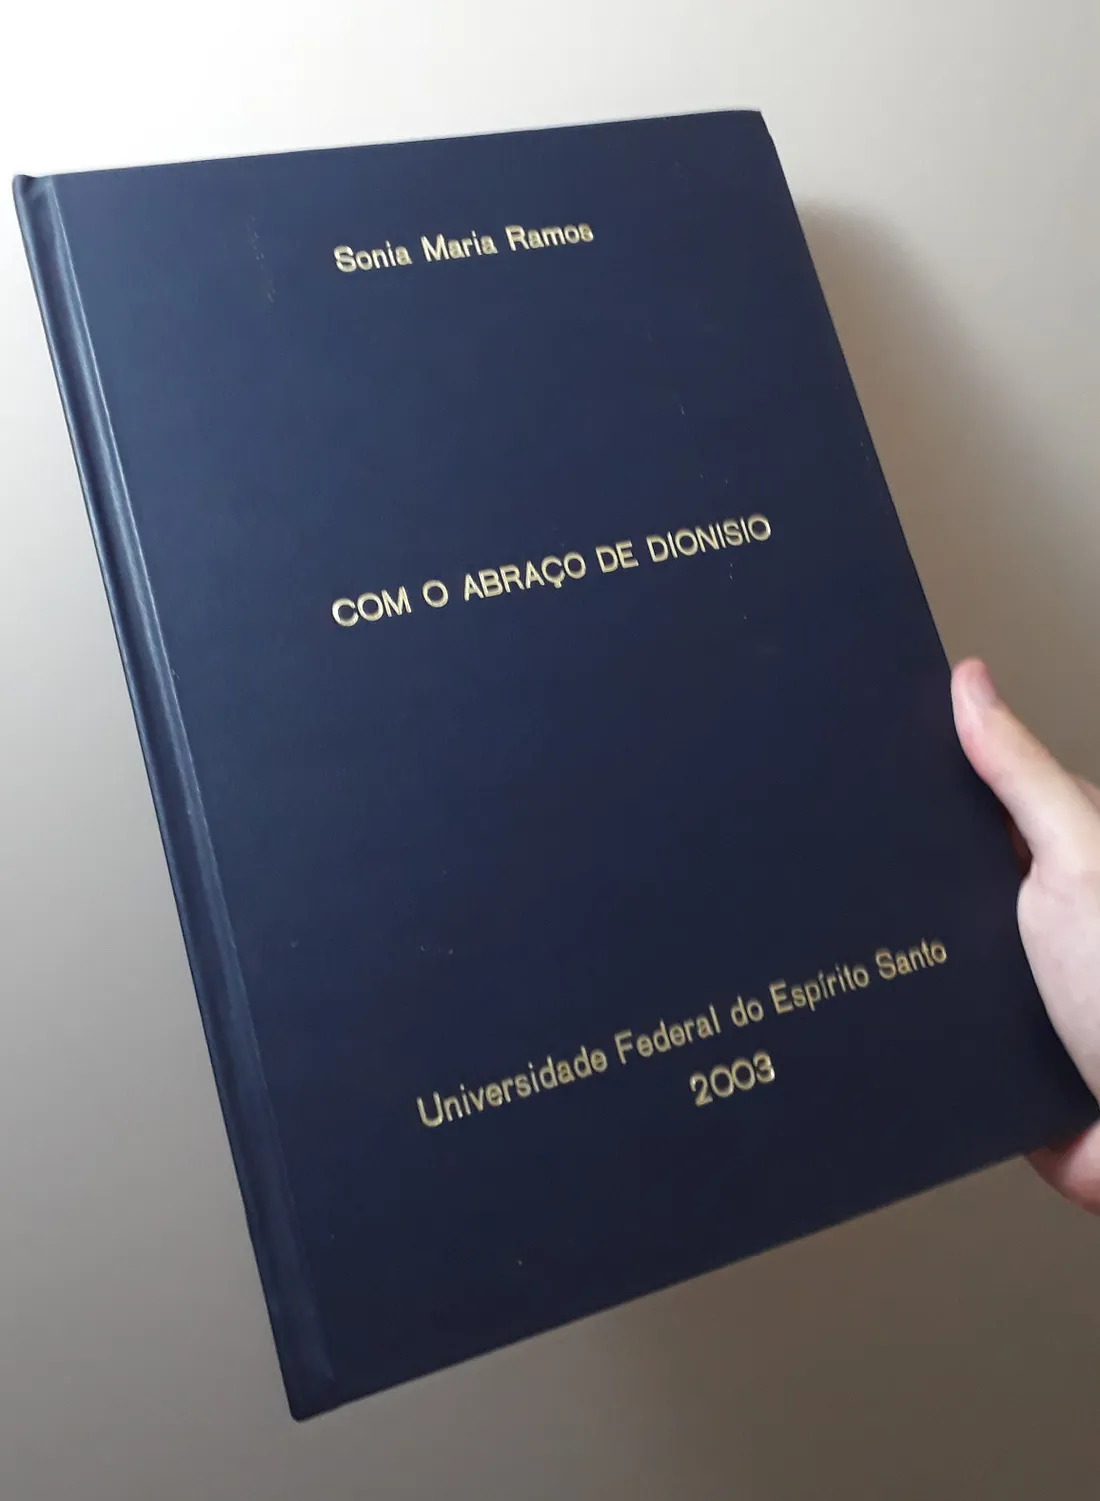 Sonia Maria Ramos
COM O ABRAÇO DE DIONISIO
Universidade Federal do Espírito Santo
2003